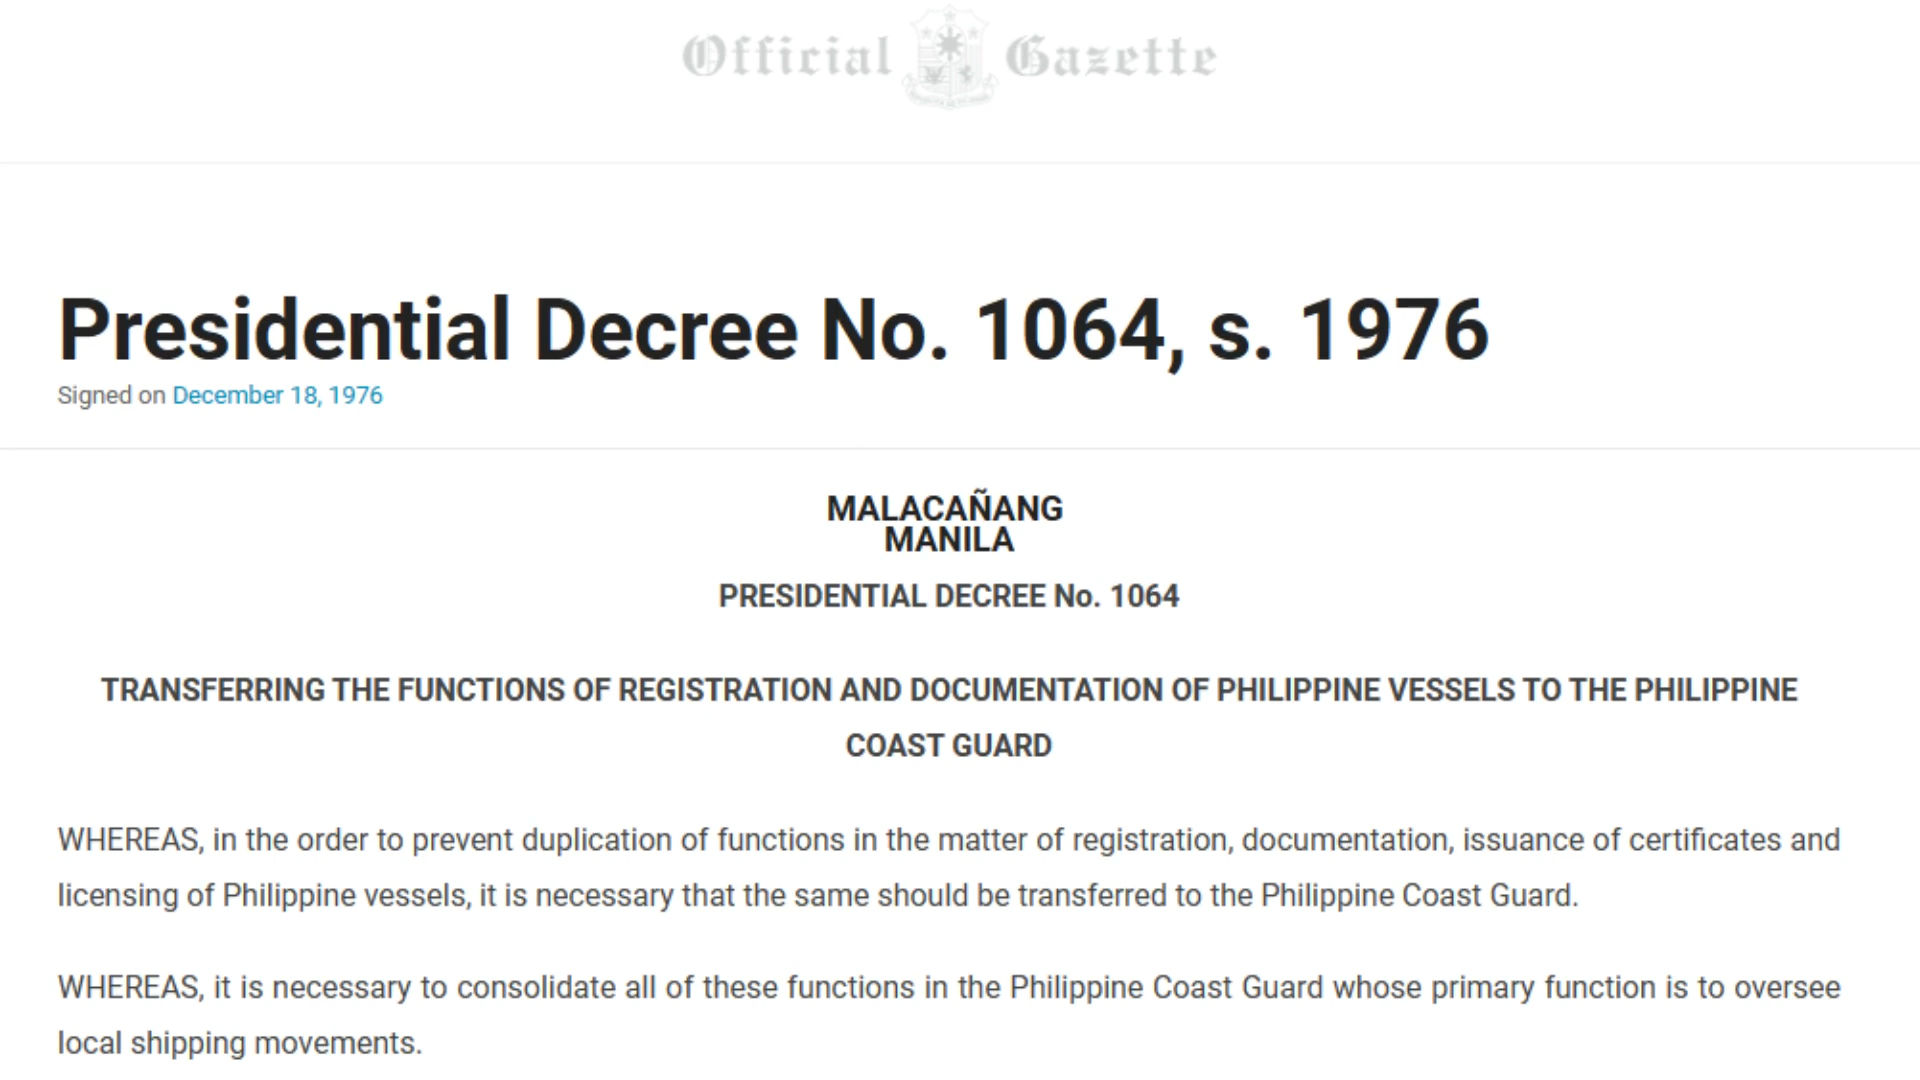 Official Gazette
Presidential Decree No. 1064, s. 1976
Signed on December 18, 1976
MALACAÑANG
MANILA
PRESIDENTIAL DECREE No. 1064
TRANSFERRING THE FUNCTIONS OF REGISTRATION AND DOCUMENTATION OF PHILIPPINE VESSELS TO THE PHILIPPINE
COAST GUARD
WHEREAS, in the order to prevent duplication of functions in the matter of registration, documentation, issuance of certificates and
licensing of Philippine vessels, it is necessary that the same should be transferred to the Philippine Coast Guard.
WHEREAS, it is necessary to consolidate all of these functions in the Philippine Coast Guard whose primary function is to oversee
local shipping movements.